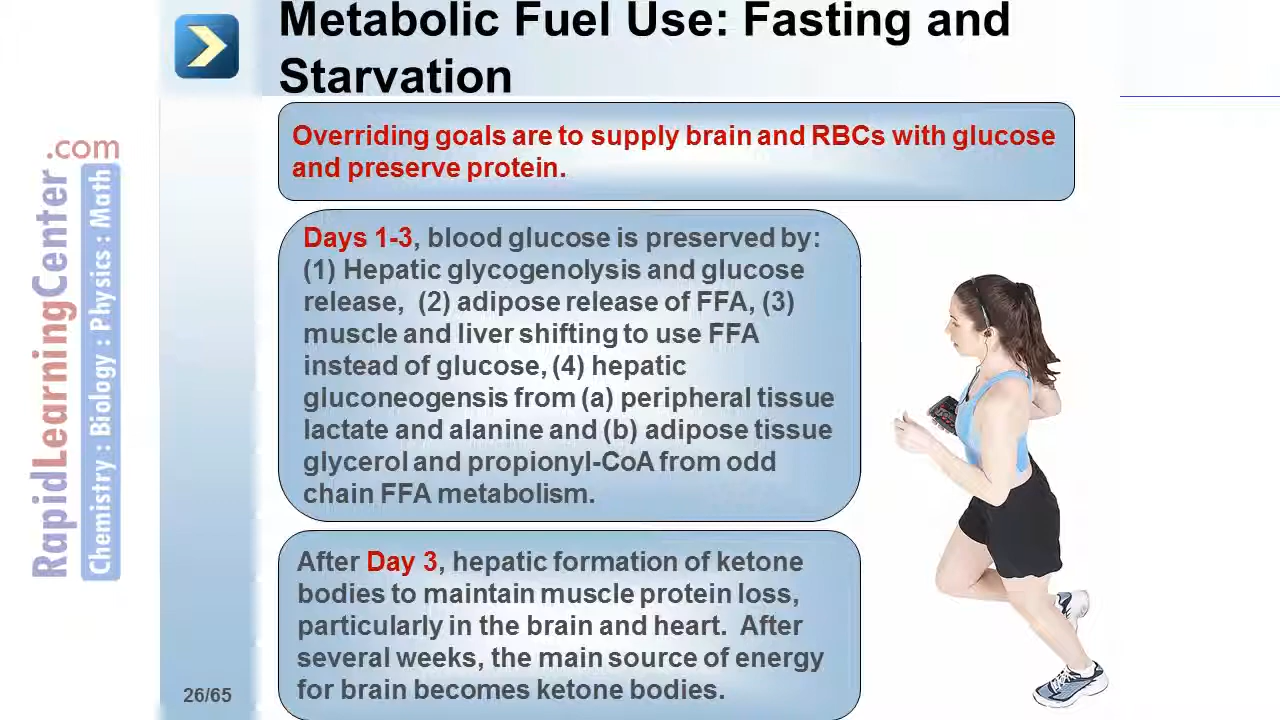 Metabolic Fuel Use: Fasting and
Starvation
Overriding goals are to supply brain and RBCs with glucose
and preserve protein.
Days 1-3, blood glucose is preserved by:
(1) Hepatic glycogenolysis and glucose
release,  (2) adipose release of FFA, (3)
muscle and liver shifting to use FFA
instead of glucose, (4) hepatic
gluconeogensis from (a) peripheral tissue
lactate and alanine and (b) adipose tissue
glycerol and propionyl-CoA from odd
chain FFA metabolism.
After Day 3, hepatic formation of ketone
bodies to maintain muscle protein loss,
particularly in the brain and heart.  After
several weeks, the main source of energy
for brain becomes ketone bodies.
26/65
RapidLearningCenter.com
Chemistry : Biology : Physics : Math